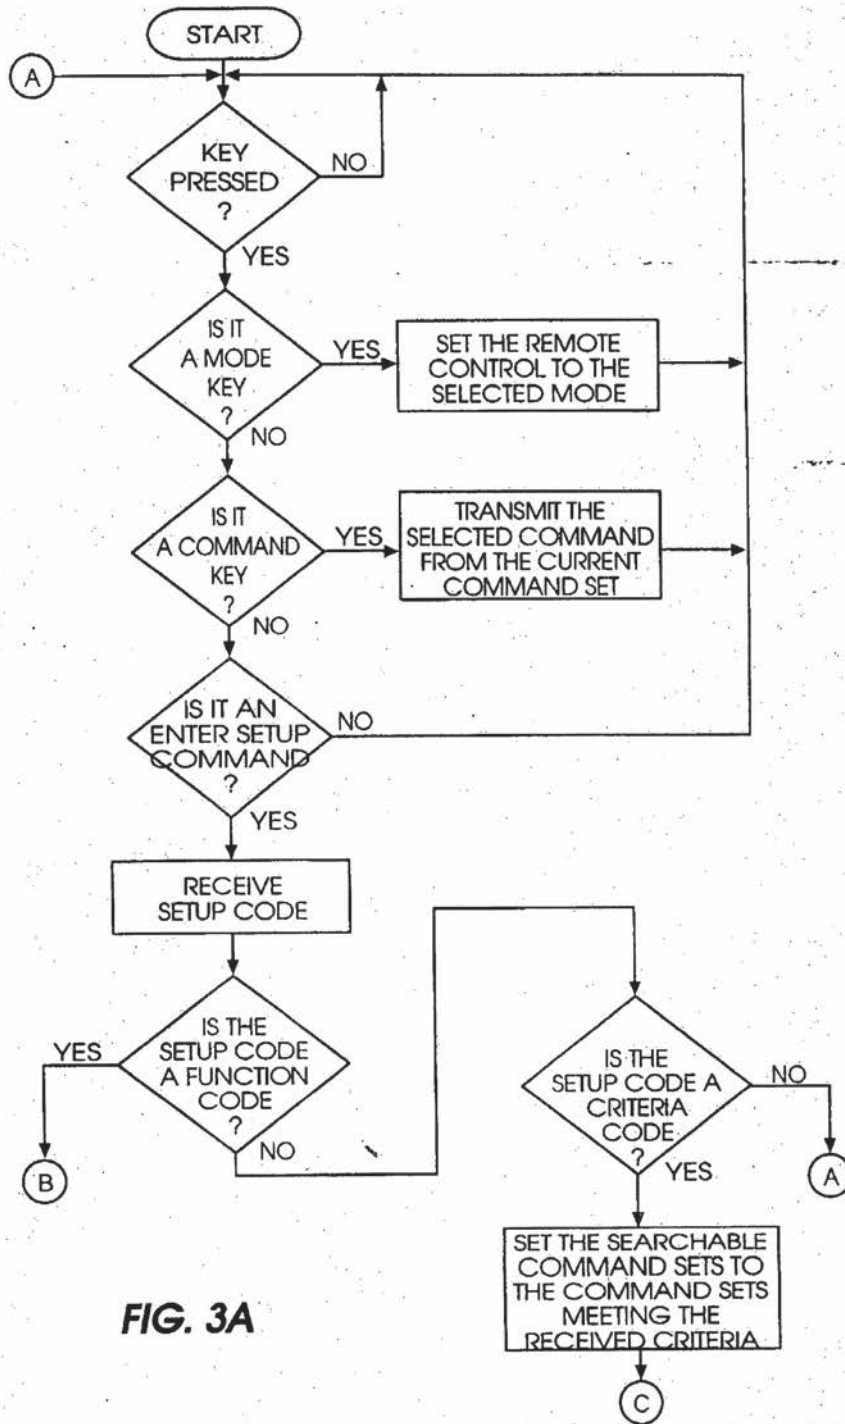 START
A
KEY
PRESSED
?
NO
YES
IS IT
A MODE
KEY
?
YES
SET THE REMOTE
CONTROL TO THE
SELECTED MODE
NO
IS IT
A COMMAND
KEY
?
YES
TRANSMIT THE
SELECTED COMMAND
FROM THE CURRENT
COMMAND SET
NO
IS IT AN
ENTER SETUP
COMMAND
?
NO
YES
RECEIVE
SETUP CODE
IS THE
SETUP CODE
A FUNCTION
CODE
?
YES
B
NO
IS THE
SETUP CODE A
CRITERIA
CODE
?
NO
A
YES
SET THE SEARCHABLE
COMMAND SETS TO
THE COMMAND SETS
MEETING THE
RECEIVED CRITERIA
C
FIG. 3A